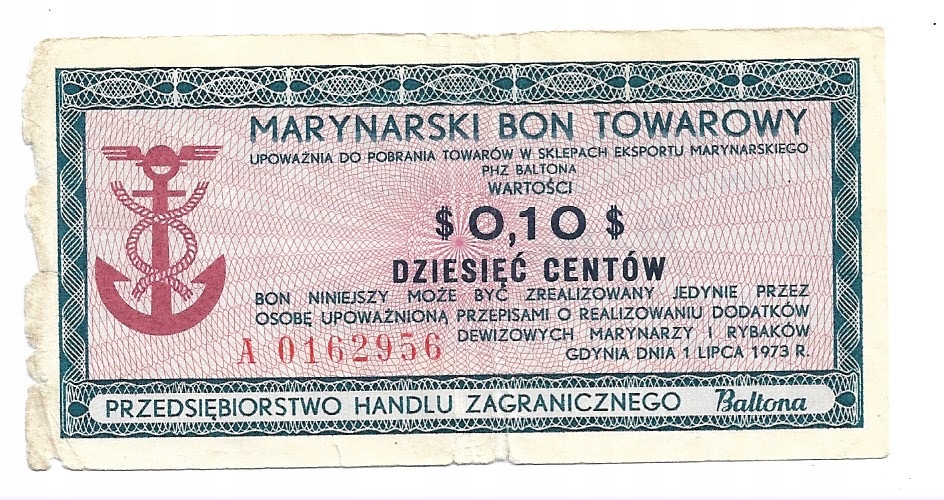 MARYNARSKI BON TOWAROWY
UPOWAŻNIA DO POBRANIA TOWARÓW W SKLEPACH EKSPORTU MARYNARSKIEGO
PHZ BALTONA
WARTOŚCI
$ 0,10 $
DZIESIĘĆ CENTÓW
BON NINIEJSZY MOŻE BYĆ ZREALIZOWANY JEDYNIE PRZEZ
OSOBĘ UPOWAŻNIONĄ PRZEPISAMI O REALIZOWANIU DODATKÓW
DEWIZOWYCH MARYNARZY I RYBAKÓW
A 0162956
GDYNIA DNIA 1 LIPCA 1973 R.
PRZEDSIĘBIORSTWO HANDLU ZAGRANICZNEGO Baltona